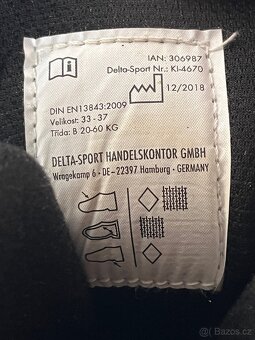 IAN: 306987
Delta-Sport Nr.: KI-4670
12/2018
DIN EN13843:2009
Velikost: 33 - 37
Třída: B 20-60 KG
DELTA-SPORT HANDELSKONTOR GMBH
Wragekamp 6 • DE-22397 Hamburg • GERMANY
Bazos.cz